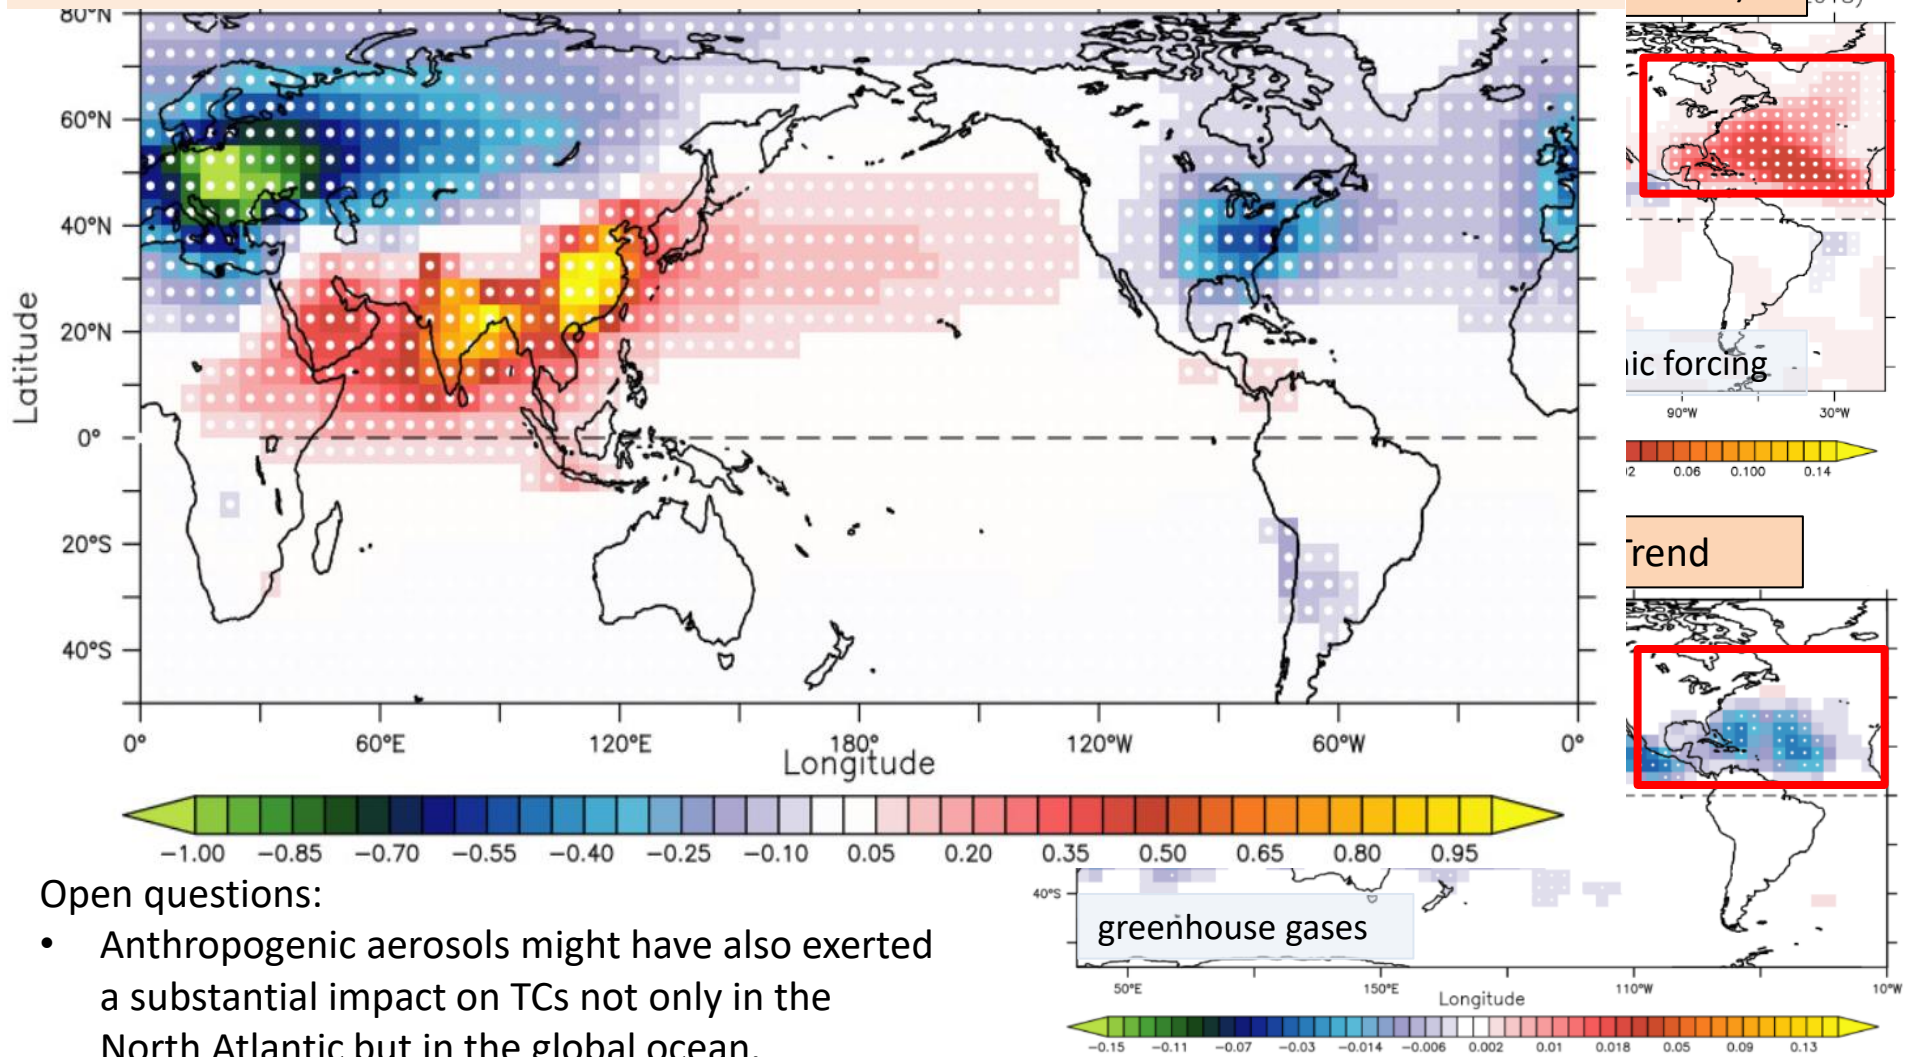 80°N
60°N
40°N
20°N
0°
20°S
40°S
Latitude
0° 60°E 120°E 180° 120°W 60°W 0°
Longitude
−1.00 −0.85 −0.70 −0.55 −0.40 −0.25 −0.10 0.05 0.20 0.35 0.50 0.65 0.80 0.95
Open questions:
• Anthropogenic aerosols might have also exerted
a substantial impact on TCs not only in the
North Atlantic but in the global ocean.
nic forcing
90°W 30°W
0.06 0.100 0.14
Trend
40°S
greenhouse gases
50°E 150°E 110°W 10°W
Longitude
−0.15 −0.11 −0.07 −0.03 −0.014 −0.006 0.002 0.01 0.018 0.05 0.09 0.13